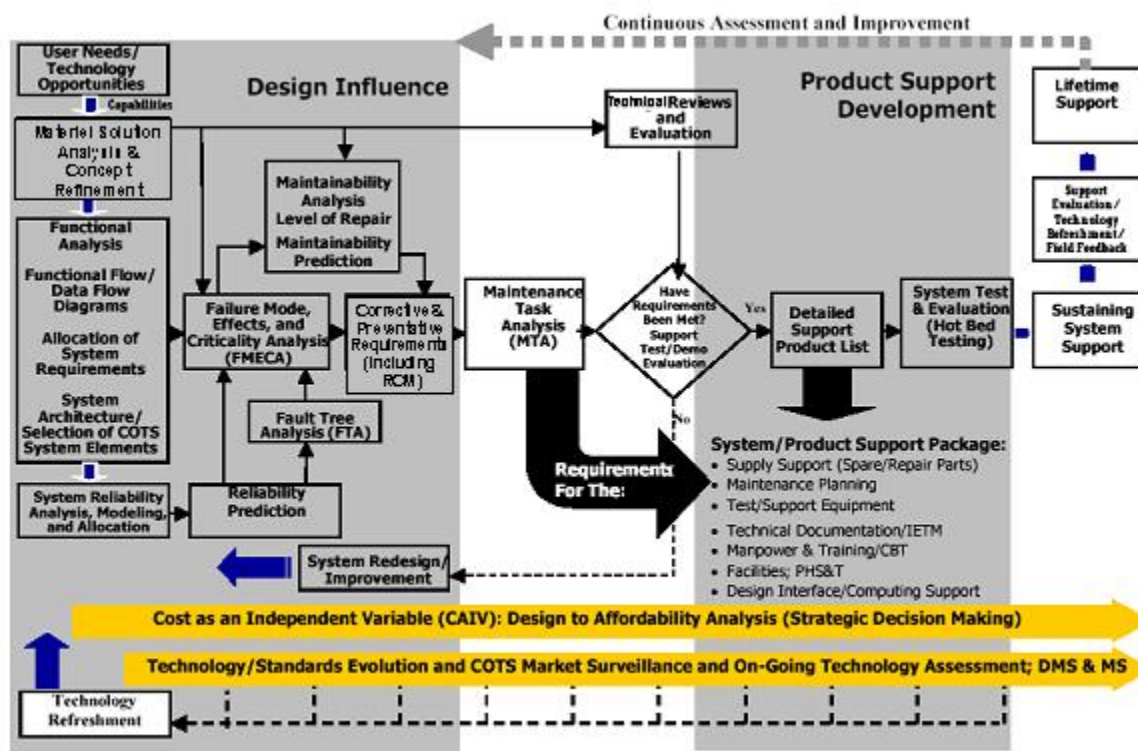 Continuous Assessment and Improvement
User Needs/
Technology
Opportunities
Capabilities
Design Influence
Product Support
Development
Materiel Solution
Analysis &
Concept
Refinement
Technical Reviews
and
Evaluation
Lifetime
Support
Maintainability
Analysis
Level of Repair
Maintainability
Prediction
Support
Evaluation/
Technology
Refreshment/
Field Feedback
Functional
Analysis
Functional Flow/
Data Flow
Diagrams
Allocation of
System
Requirements
System
Architecture/
Selection of COTS
System Elements
Failure Mode,
Effects, and
Criticality Analysis
(FMECA)
Corrective &
Preventative
Requirements
(Including
RCM)
Maintenance
Task
Analysis
(MTA)
Have
Requirements
Been Met?
Support
Test/Demo
Evaluation
Yes
No
Detailed
Support
Product List
System Test
& Evaluation
(Hot Bed
Testing)
Sustaining
System
Support
Fault Tree
Analysis (FTA)
System Reliability
Analysis, Modeling,
and Allocation
Reliability
Prediction
Requirements
For The:
System/Product Support Package:
• Supply Support (Spare/Repair Parts)
• Maintenance Planning
• Test/Support Equipment
• Technical Documentation/IETM
• Manpower & Training/CBT
• Facilities; PHS&T
• Design Interface/Computing Support
System Redesign/
Improvement
Cost as an Independent Variable (CAIV): Design to Affordability Analysis (Strategic Decision Making)
Technology/Standards Evolution and COTS Market Surveillance and On-Going Technology Assessment; DMS & MS
Technology
Refreshment